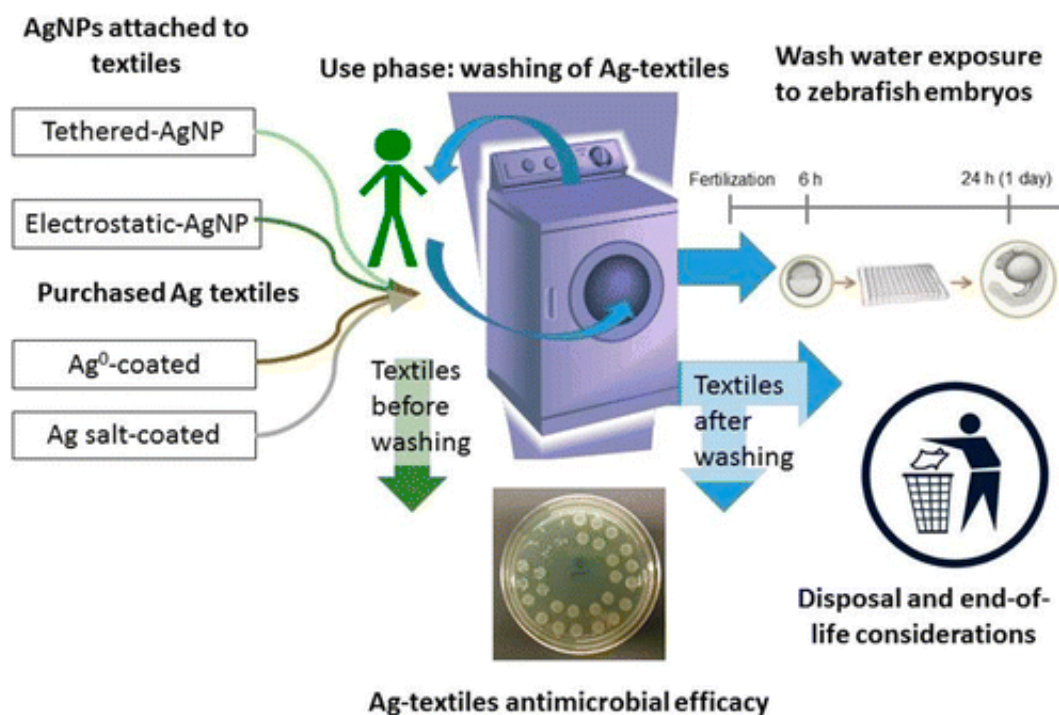 AgNPs attached to
textiles
Tethered-AgNP
Electrostatic-AgNP
Purchased Ag textiles
Ag⁰-coated
Ag salt-coated
Use phase: washing of Ag-textiles
Textiles
before
washing
Textiles
after
washing
Wash water exposure
to zebrafish embryos
Fertilization 6 h 24 h (1 day)
Disposal and end-of-
life considerations
Ag-textiles antimicrobial efficacy